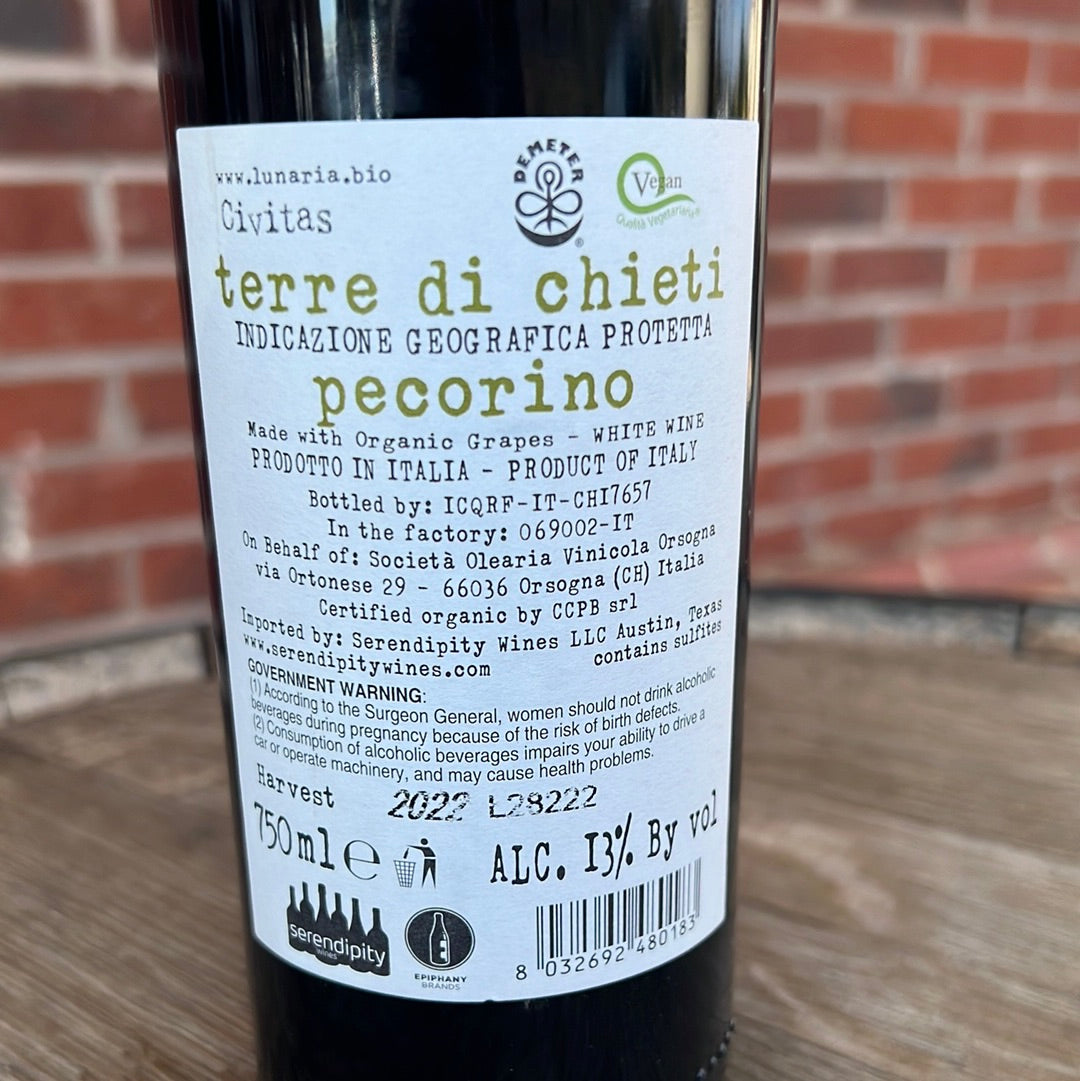 www.lunaria.bio
Civitas
DEMETER
®
Vegan
Qualità Vegetariana®
terre di chieti
INDICAZIONE GEOGRAFICA PROTETTA
pecorino
Made with Organic Grapes - WHITE WINE
PRODOTTO IN ITALIA - PRODUCT OF ITALY
Bottled by: ICQRF-IT-CHI7657
In the factory: 069002-IT
On Behalf of: Società Olearia Vinicola Orsogna
via Ortonese 29 - 66036 Orsogna (CH) Italia
Certified organic by CCPB srl
Imported by: Serendipity Wines LLC Austin, Texas
www.serendipitywines.com contains sulfites
GOVERNMENT WARNING:
(1) According to the Surgeon General, women should not drink alcoholic
beverages during pregnancy because of the risk of birth defects.
(2) Consumption of alcoholic beverages impairs your ability to drive a
car or operate machinery, and may cause health problems.
Harvest 2022 L28222
750ml e ALC. 13% By vol
serendipity
wines
EPIPHANY
BRANDS
8 032692 480183